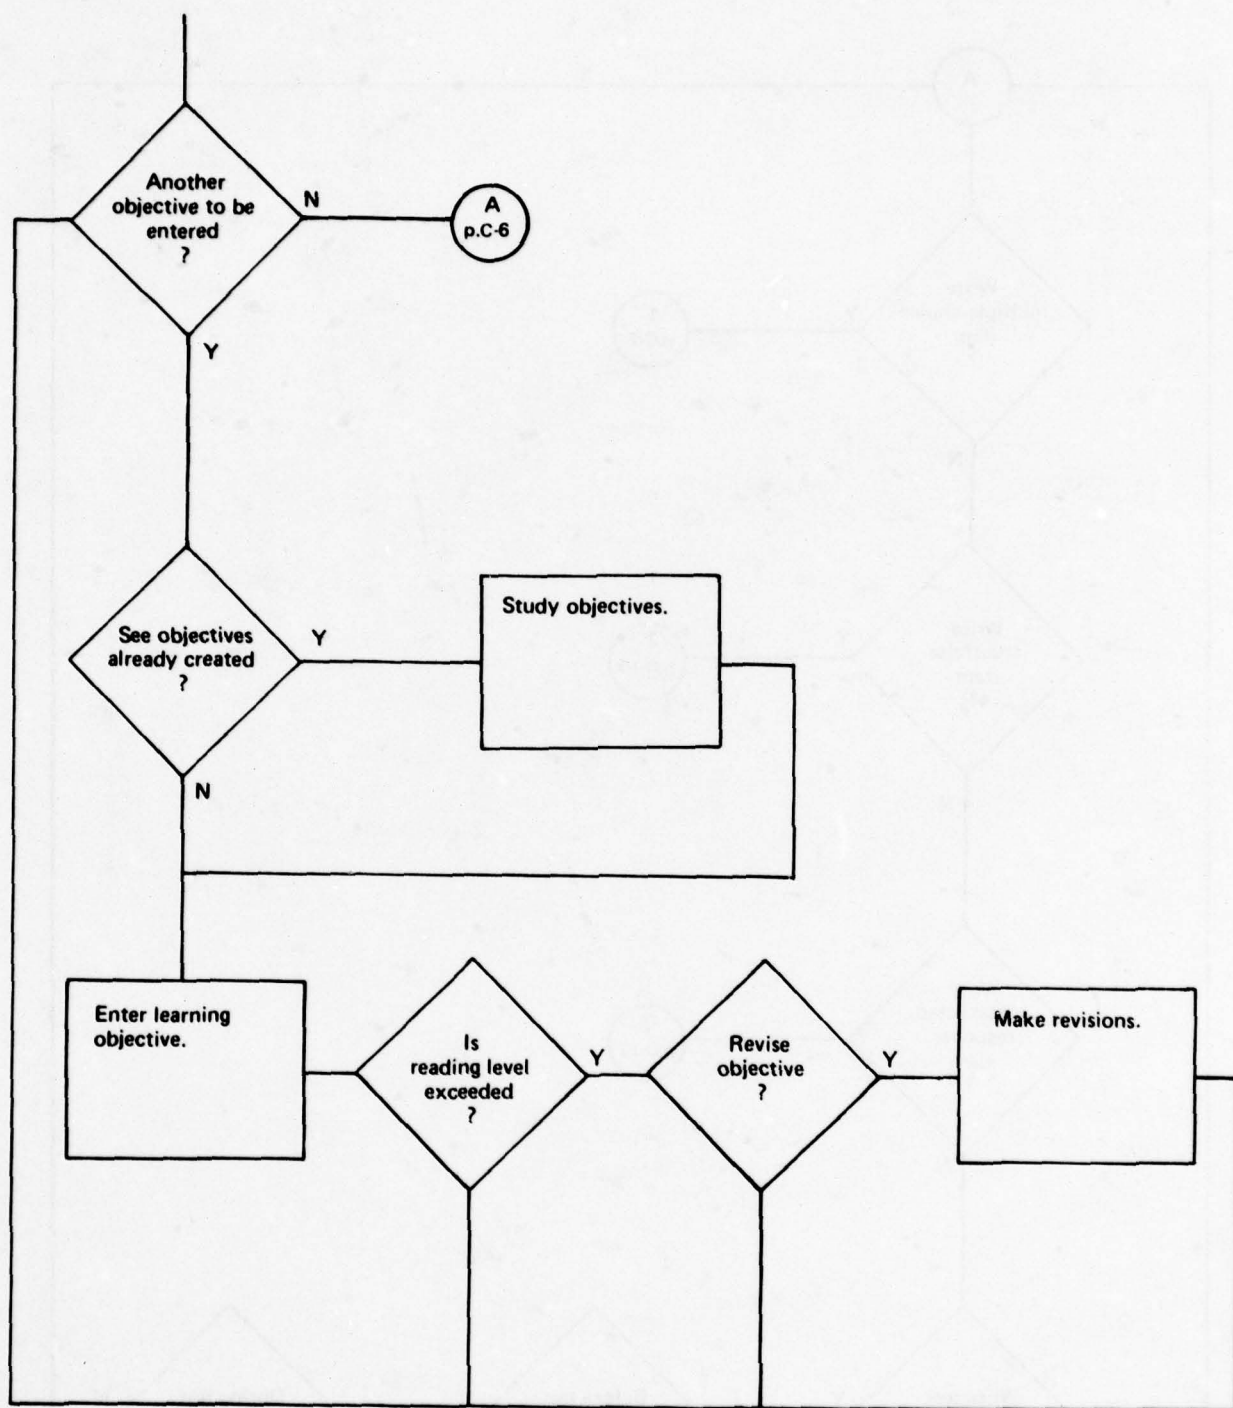 Another
objective to be
entered
?
N
A
p.C-6
Y
See objectives
already created
?
Y
Study objectives.
N
Enter learning
objective.
Is
reading level
exceeded
?
Y
Revise
objective
?
Y
Make revisions.